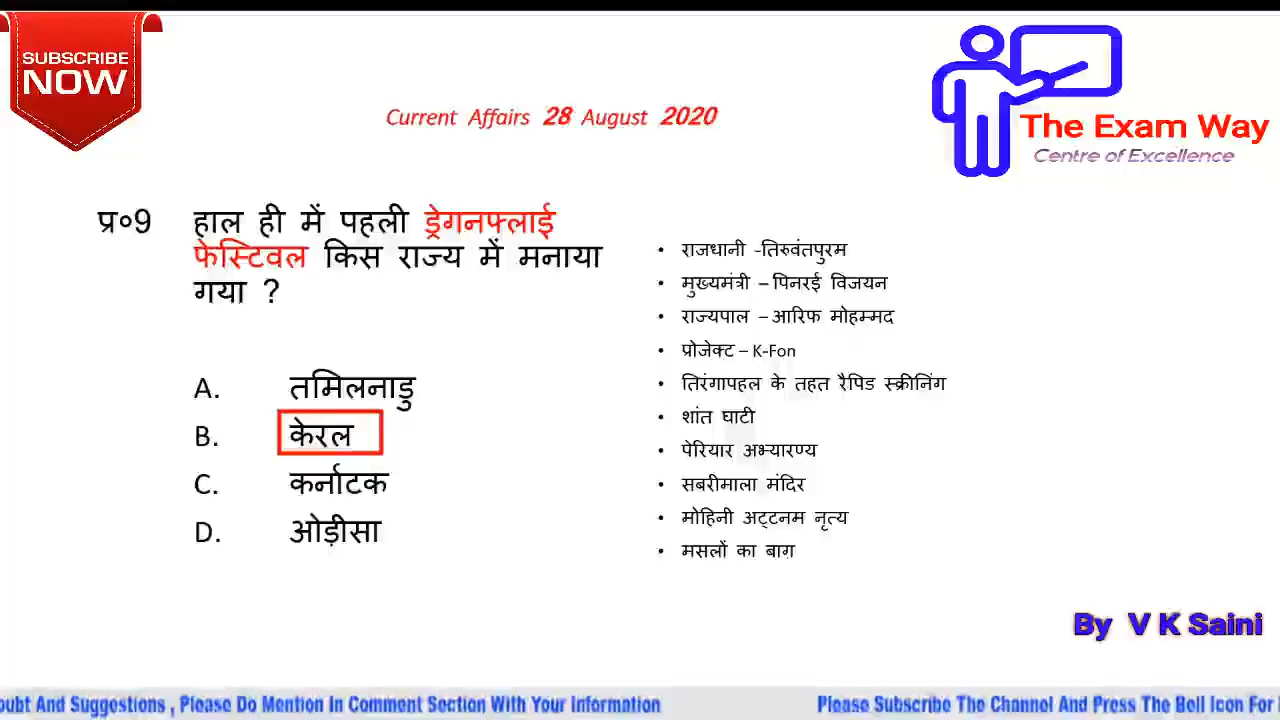 SUBSCRIBE
NOW
Current Affairs 28 August 2020
The Exam Way
Centre of Excellence
प्र०9 हाल ही में पहली ड्रेगनफ्लाई
फेस्टिवल किस राज्य में मनाया
गया ?
A. तमिलनाडु
B. केरल
C. कर्नाटक
D. ओड़ीसा
• राजधानी -तिरुवंतपुरम
• मुख्यमंत्री – पिनरई विजयन
• राज्यपाल – आरिफ मोहम्मद
• प्रोजेक्ट – K-Fon
• तिरंगापहल के तहत रैपिड स्क्रीनिंग
• शांत घाटी
• पेरियार अभ्यारण्य
• सबरीमाला मंदिर
• मोहिनी अट्टनम नृत्य
• मसलों का बाग़
By V K Saini
oubt And Suggestions , Please Do Mention In Comment Section With Your Information
Please Subscribe The Channel And Press The Bell Icon For